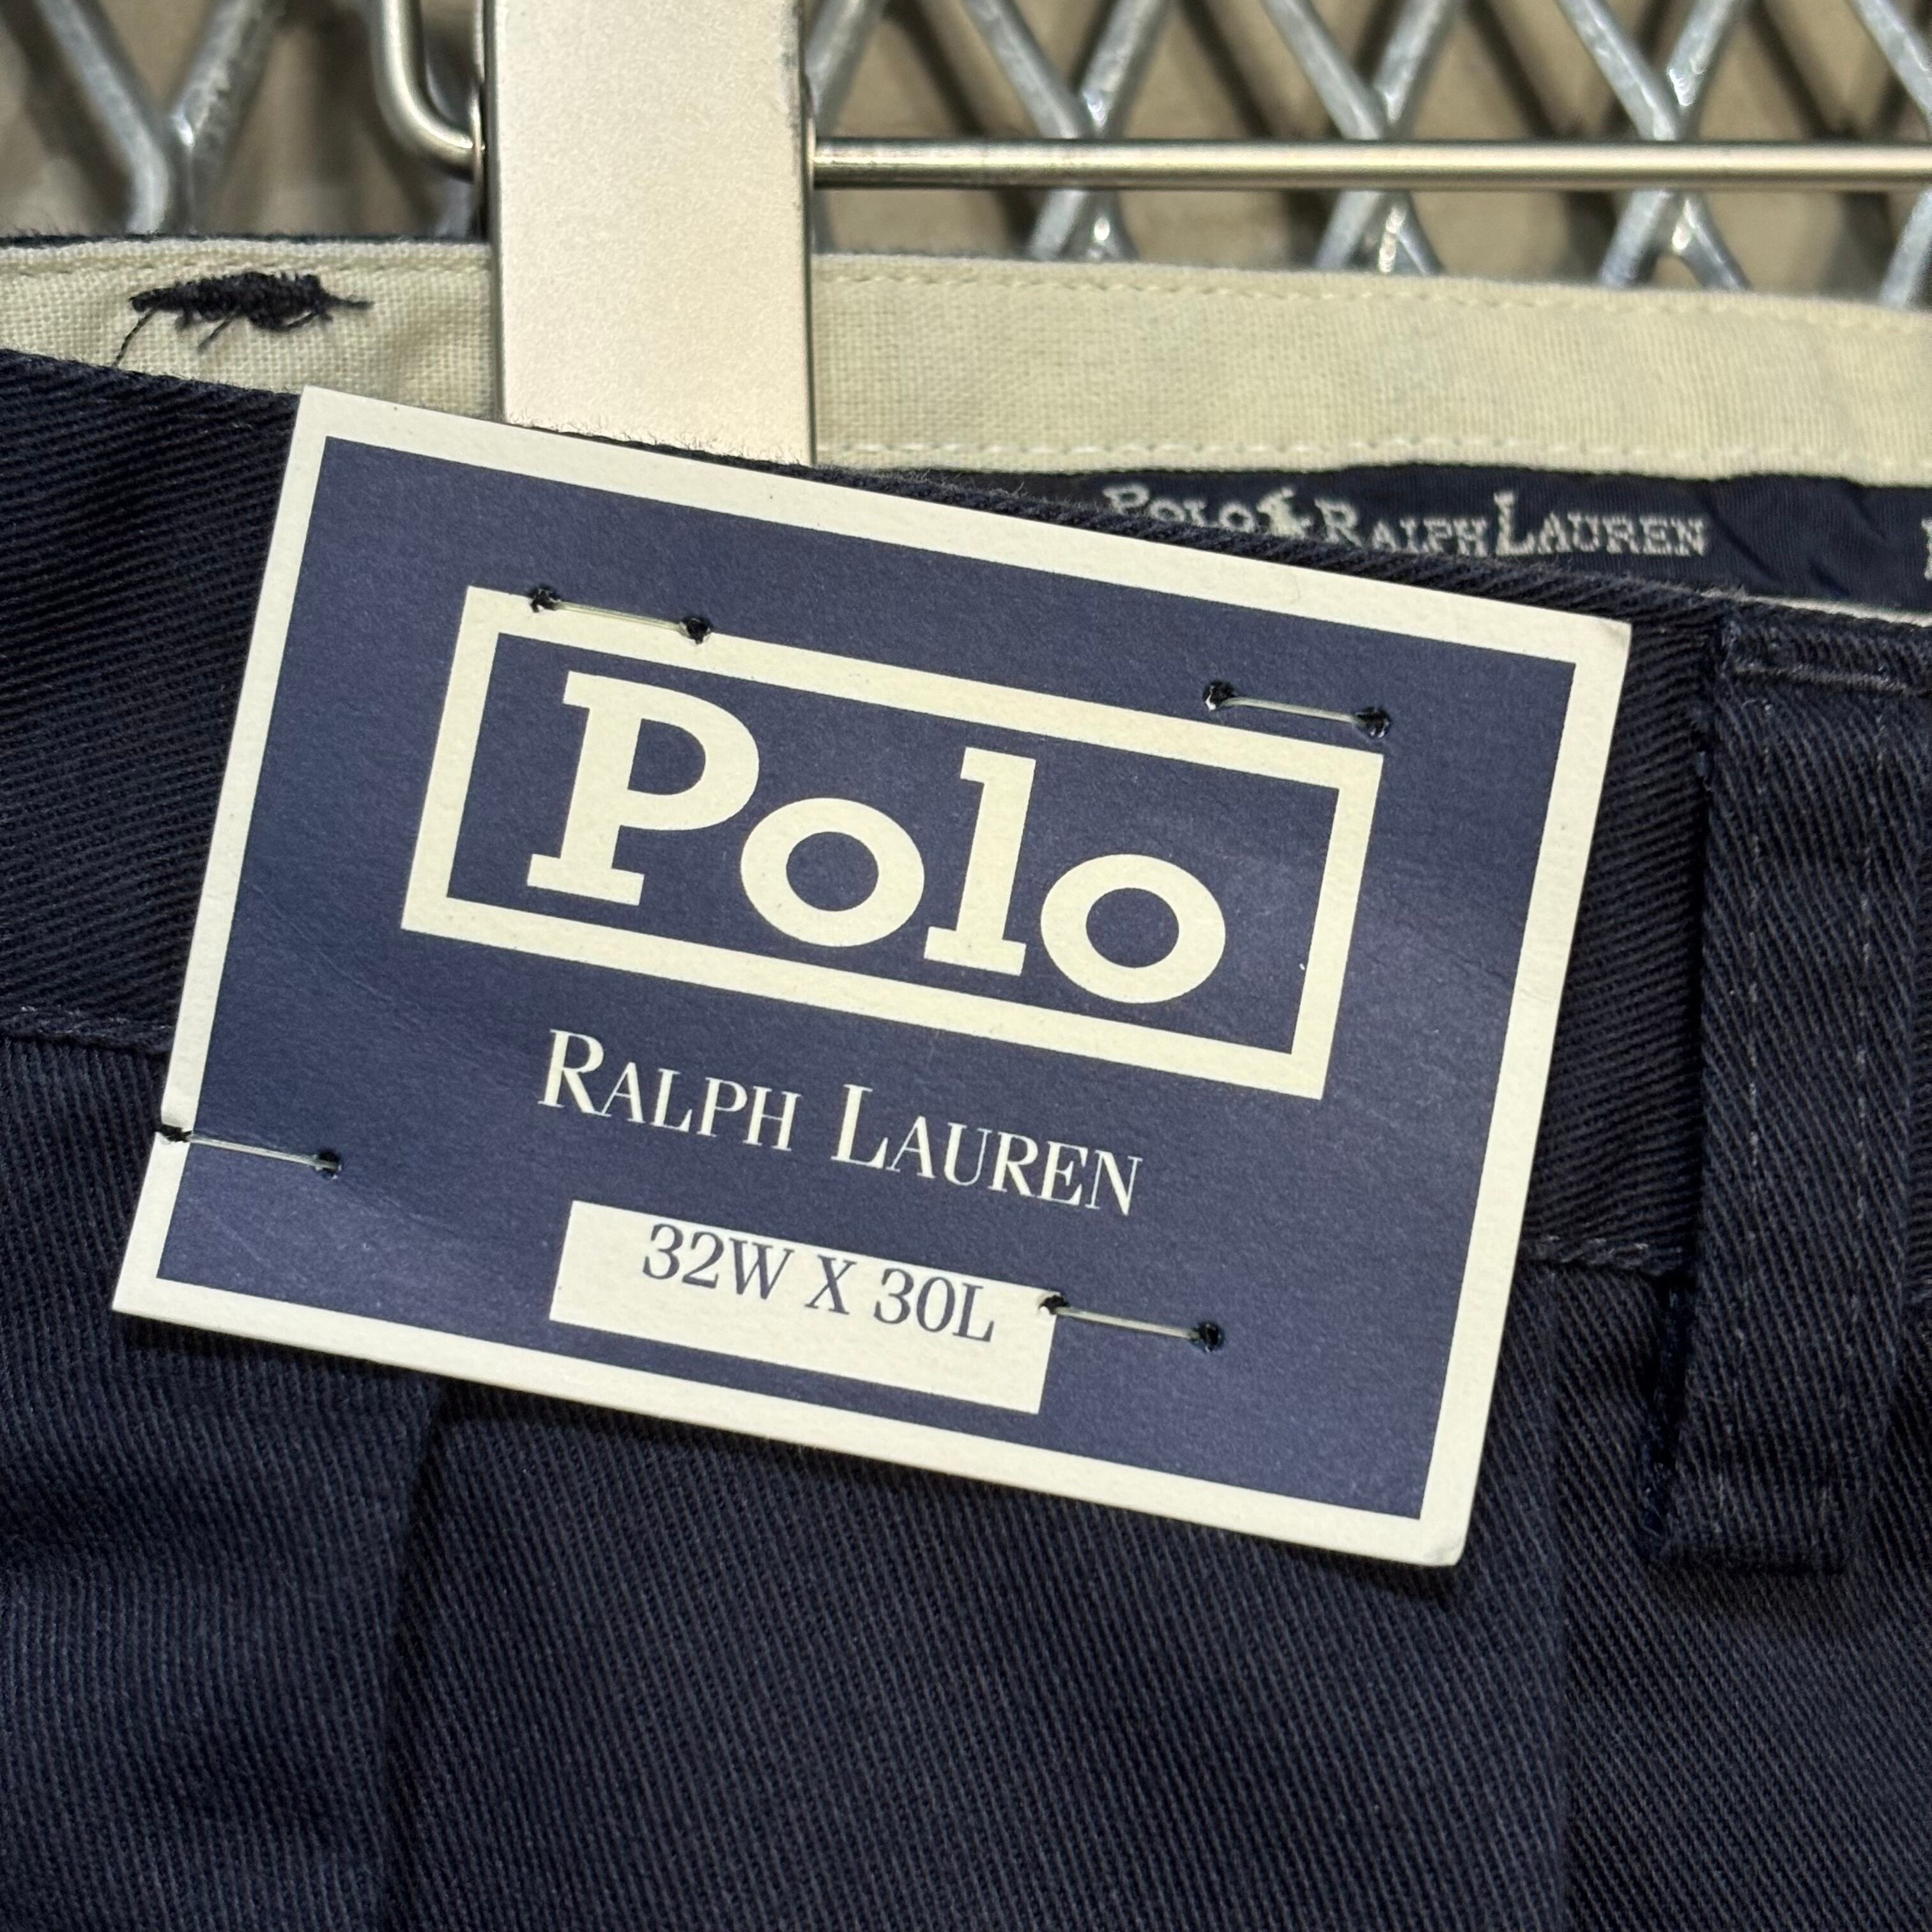 POLO RALPH LAUREN
Polo
RALPH LAUREN
32W X 30L